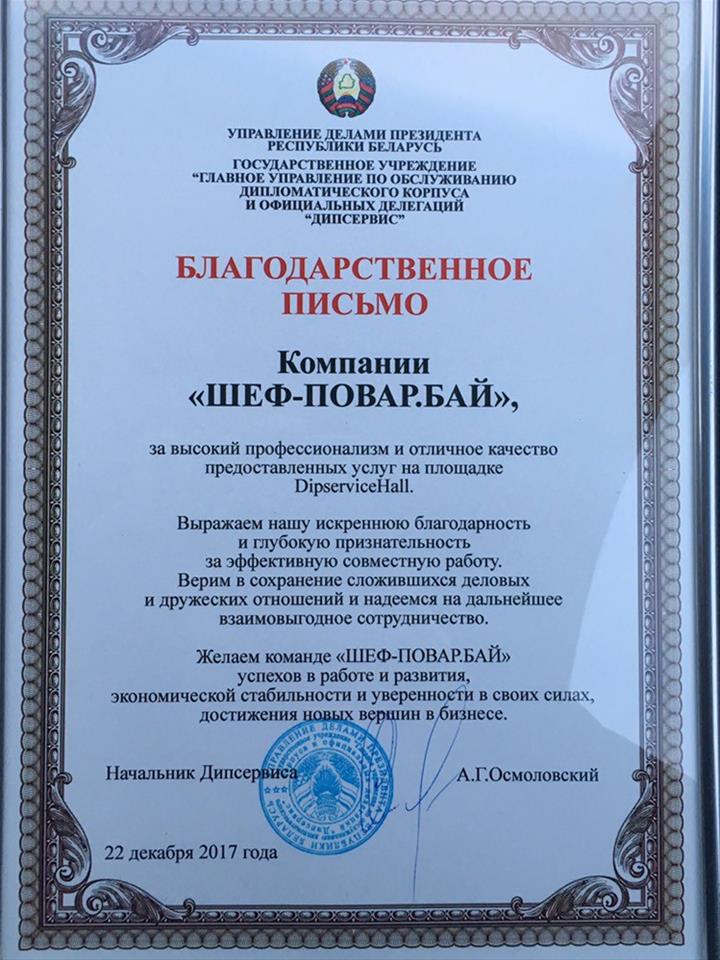 УПРАВЛЕНИЕ ДЕЛАМИ ПРЕЗИДЕНТА
РЕСПУБЛИКИ БЕЛАРУСЬ
ГОСУДАРСТВЕННОЕ УЧРЕЖДЕНИЕ
“ГЛАВНОЕ УПРАВЛЕНИЕ ПО ОБСЛУЖИВАНИЮ
ДИПЛОМАТИЧЕСКОГО КОРПУСА
И ОФИЦИАЛЬНЫХ ДЕЛЕГАЦИЙ
“ДИПСЕРВИС”
БЛАГОДАРСТВЕННОЕ
ПИСЬМО
Компании
«ШЕФ-ПОВАР.БАЙ»,
за высокий профессионализм и отличное качество
предоставленных услуг на площадке
DipserviceHall.
Выражаем нашу искреннюю благодарность
и глубокую признательность
за эффективную совместную работу.
Верим в сохранение сложившихся деловых
и дружеских отношений и надеемся на дальнейшее
взаимовыгодное сотрудничество.
Желаем команде «ШЕФ-ПОВАР.БАЙ»
успехов в работе и развития,
экономической стабильности и уверенности в своих силах,
достижения новых вершин в бизнесе.
Начальник Дипсервиса А.Г.Осмоловский
22 декабря 2017 года